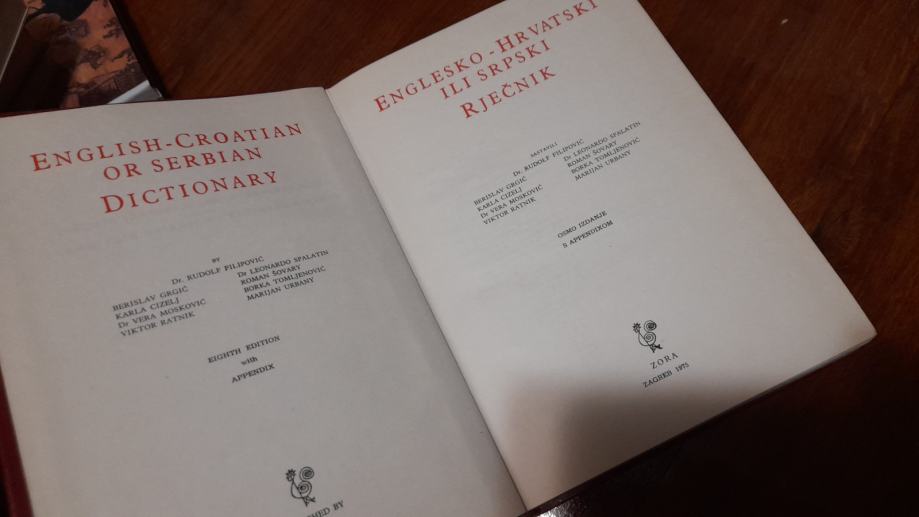 ENGLISH-CROATIAN
OR SERBIAN
DICTIONARY
BY
Dr. RUDOLF FILIPOVIĆ
BERISLAV GRGIĆ
KARLA CIZELJ
Dr VERA MOSKOVIĆ
VIKTOR RATNIK
Dr LEONARDO SPALATIN
ROMAN ŠOVARY
BORKA TOMLJENOVIĆ
MARIJAN URBANY
EIGHTH EDITION
with
APPENDIX
BY
ENGLESKO-HRVATSKI
ILI SRPSKI
RJEČNIK
SASTAVILI
Dr. RUDOLF FILIPOVIĆ
BERISLAV GRGIĆ
KARLA CIZELJ
Dr VERA MOSKOVIĆ
VIKTOR RATNIK
Dr LEONARDO SPALATIN
ROMAN ŠOVARY
BORKA TOMLJENOVIĆ
MARIJAN URBANY
OSMO IZDANJE
S APPENDIXOM
ZORA
ZAGREB 1975